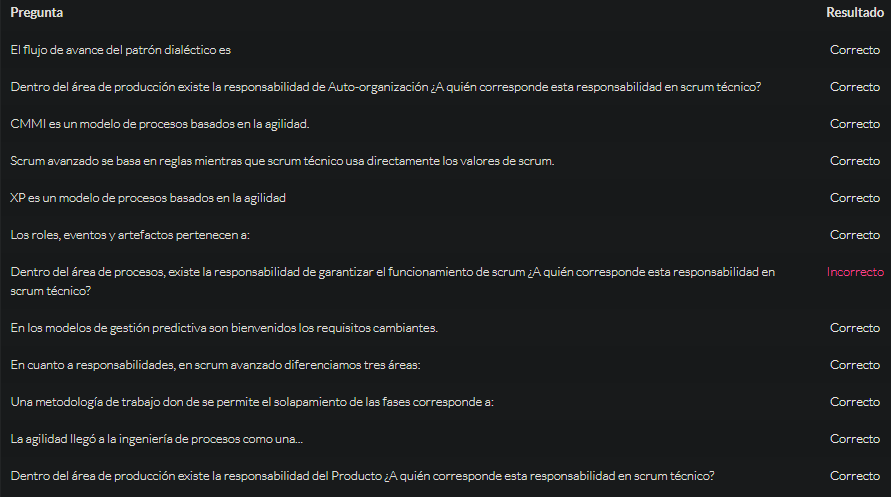 Pregunta Resultado
El flujo de avance del patrón dialéctico es Correcto
Dentro del área de producción existe la responsabilidad de Auto-organización ¿A quién corresponde esta responsabilidad en scrum técnico? Correcto
CMMI es un modelo de procesos basados en la agilidad. Correcto
Scrum avanzado se basa en reglas mientras que scrum técnico usa directamente los valores de scrum. Correcto
XP es un modelo de procesos basados en la agilidad Correcto
Los roles, eventos y artefactos pertenecen a: Correcto
Dentro del área de procesos, existe la responsabilidad de garantizar el funcionamiento de scrum ¿A quién corresponde esta responsabilidad en Incorrecto
scrum técnico?
En los modelos de gestión predictiva son bienvenidos los requisitos cambiantes. Correcto
En cuanto a responsabilidades, en scrum avanzado diferenciamos tres áreas: Correcto
Una metodología de trabajo don de se permite el solapamiento de las fases corresponde a: Correcto
La agilidad llegó a la ingeniería de procesos como una... Correcto
Dentro del área de producción existe la responsabilidad del Producto ¿A quién corresponde esta responsabilidad en scrum técnico? Correcto